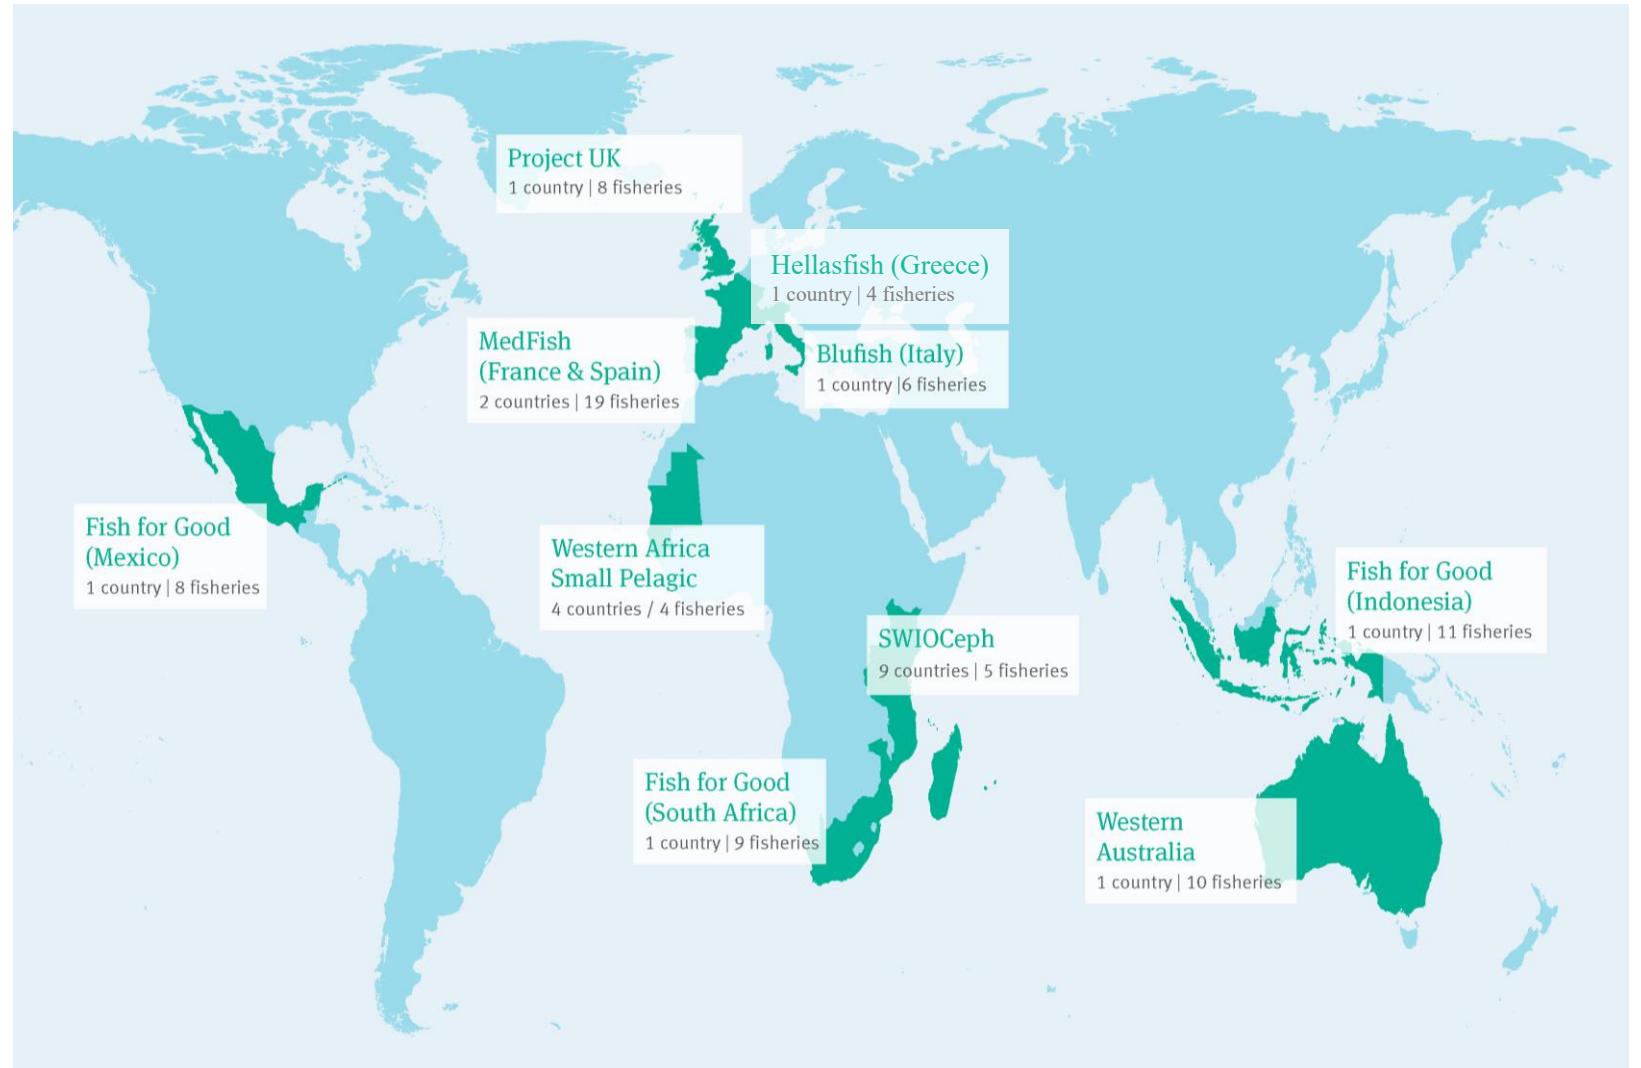 Project UK
1 country | 8 fisheries
Hellasfish (Greece)
1 country | 4 fisheries
MedFish
(France & Spain)
2 countries | 19 fisheries
Blufish (Italy)
1 country |6 fisheries
Fish for Good
(Mexico)
1 country | 8 fisheries
Western Africa
Small Pelagic
4 countries / 4 fisheries
Fish for Good
(Indonesia)
1 country | 11 fisheries
SWIOCeph
9 countries | 5 fisheries
Fish for Good
(South Africa)
1 country | 9 fisheries
Western
Australia
1 country | 10 fisheries